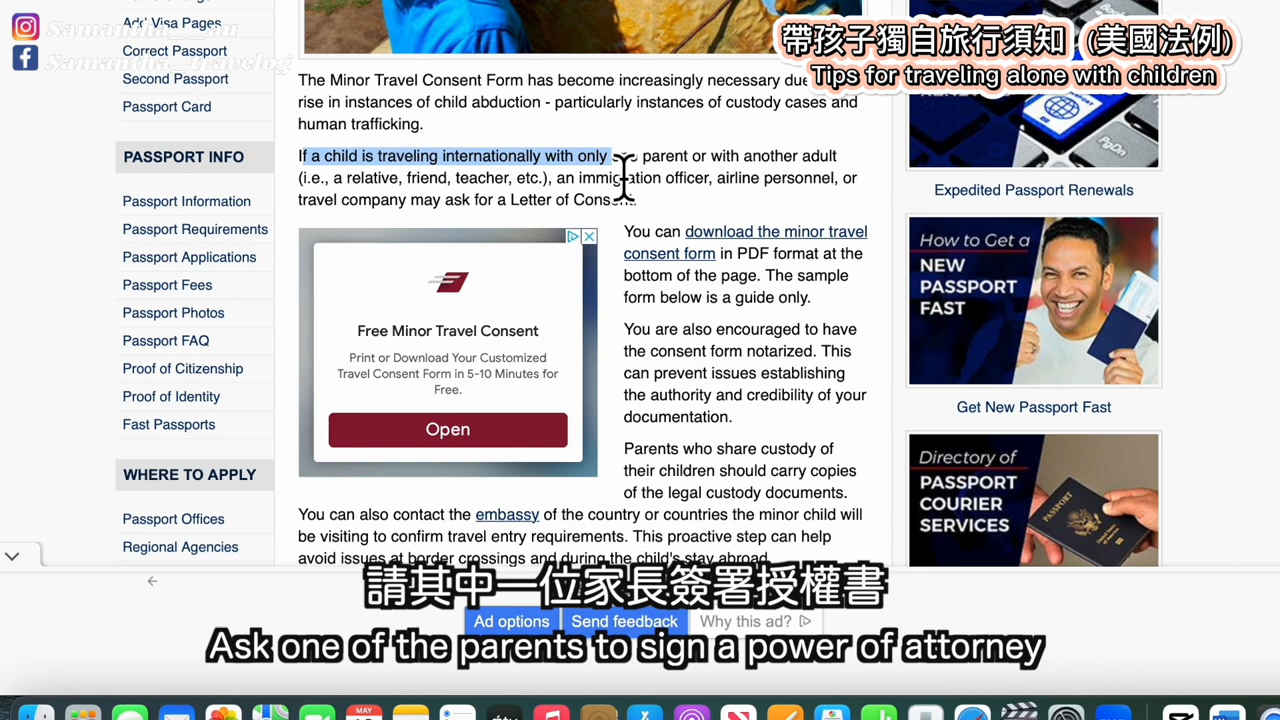 Add Visa Pages
Correct Passport
Second Passport
Passport Card
PASSPORT INFO
Passport Information
Passport Requirements
Passport Applications
Passport Fees
Passport Photos
Passport FAQ
Proof of Citizenship
Proof of Identity
Fast Passports
WHERE TO APPLY
Passport Offices
Regional Agencies
The Minor Travel Consent Form has become increasingly necessary due
rise in instances of child abduction - particularly instances of custody cases and
human trafficking.
If a child is traveling internationally with only parent or with another adult
(i.e., a relative, friend, teacher, etc.), an immigration officer, airline personnel, or
travel company may ask for a Letter of Consent.
Free Minor Travel Consent
Print or Download Your Customized
Travel Consent Form in 5-10 Minutes for
Free.
Open
You can download the minor travel
consent form in PDF format at the
bottom of the page. The sample
form below is a guide only.
You are also encouraged to have
the consent form notarized. This
can prevent issues establishing
the authority and credibility of your
documentation.
Parents who share custody of
their children should carry copies
of the legal custody documents.
You can also contact the embassy of the country or countries the minor child will
be visiting to confirm travel entry requirements. This proactive step can help
avoid issues at border crossings and during the child's stay abroad.
帶孩子獨自旅行須知（美國法例）
Tips for traveling alone with children
PgDn
Expedited Passport Renewals
How to Get a
NEW
PASSPORT
FAST
Get New Passport Fast
Directory of
PASSPORT
COURIER
SERVICES
PASSPORT
請其中一位家長簽署授權書
Ad options
Send feedback
Why this ad?
Ask one of the parents to sign a power of attorney
MAY